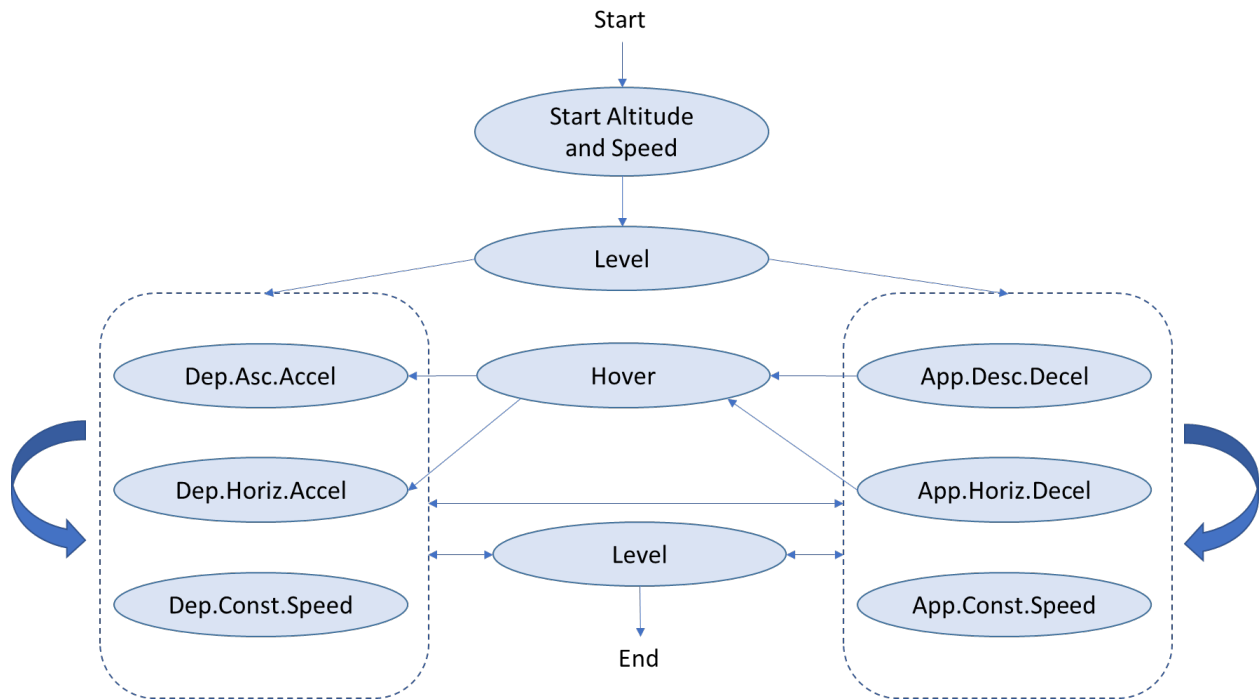 Start
Start Altitude
and Speed
Level
Dep.Asc.Accel
Hover
App.Desc.Decel
Dep.Horiz.Accel
App.Horiz.Decel
Level
Dep.Const.Speed
App.Const.Speed
End